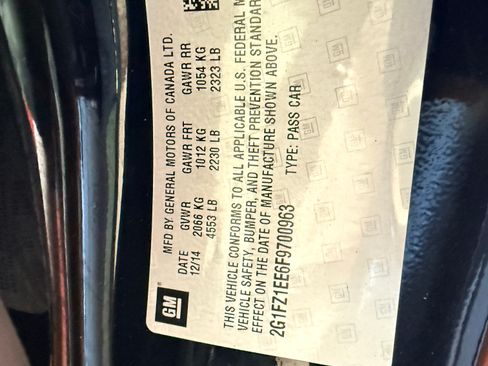 MFD BY GENERAL MOTORS OF CANADA LTD.
DATE GVWR GAWR FRT GAWR RR
12/14 2066 KG 1012 KG 1054 KG
4553 LB 2230 LB 2323 LB
THIS VEHICLE CONFORMS TO ALL APPLICABLE U.S. FEDERAL
VEHICLE SAFETY, BUMPER, AND THEFT PREVENTION STANDAR
EFFECT ON THE DATE OF MANUFACTURE SHOWN ABOVE.
2G1FZ1EE6F9700963 TYPE: PASS CAR
GM